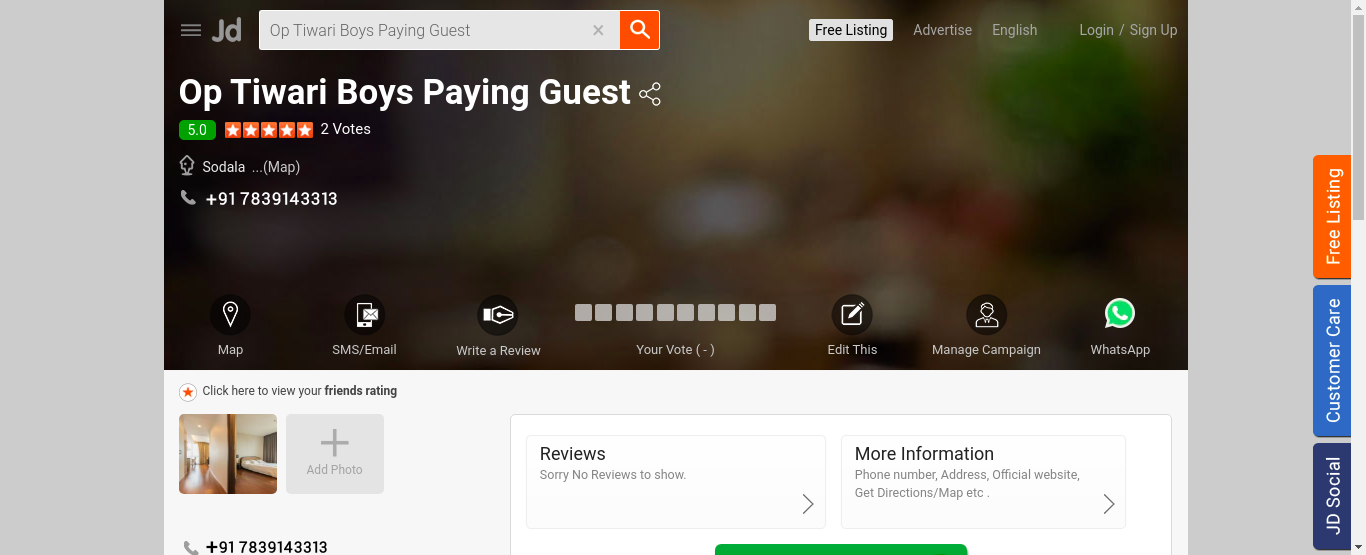 Jd
Op Tiwari Boys Paying Guest
Free Listing
Advertise
English
Login / Sign Up
Op Tiwari Boys Paying Guest
5.0
2 Votes
Sodala ...(Map)
+91 7839143313
Map
SMS/Email
Write a Review
Your Vote ( - )
Edit This
Manage Campaign
WhatsApp
Click here to view your friends rating
Add Photo
Reviews
Sorry No Reviews to show.
More Information
Phone number, Address, Official website,
Get Directions/Map etc .
+91 7839143313
Free Listing
Customer Care
JD Social